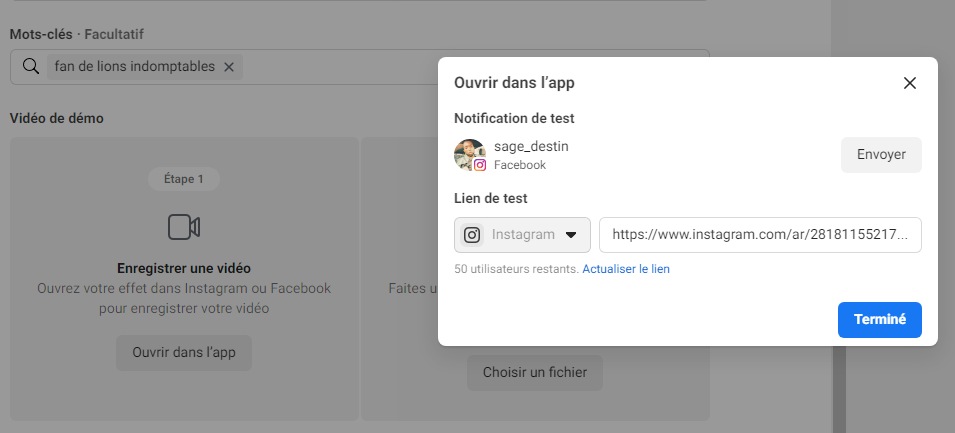 Mots-clés · Facultatif
fan de lions indomptables
Vidéo de démo
Étape 1
Enregistrer une vidéo
Ouvrez votre effet dans Instagram ou Facebook
pour enregistrer votre vidéo
Ouvrir dans l'app
Faites u
Choisir un fichier
Ouvrir dans l'app
Notification de test
sage_destin
Facebook
Envoyer
Lien de test
Instagram
https://www.instagram.com/ar/28181155217...
50 utilisateurs restants. Actualiser le lien
Terminé